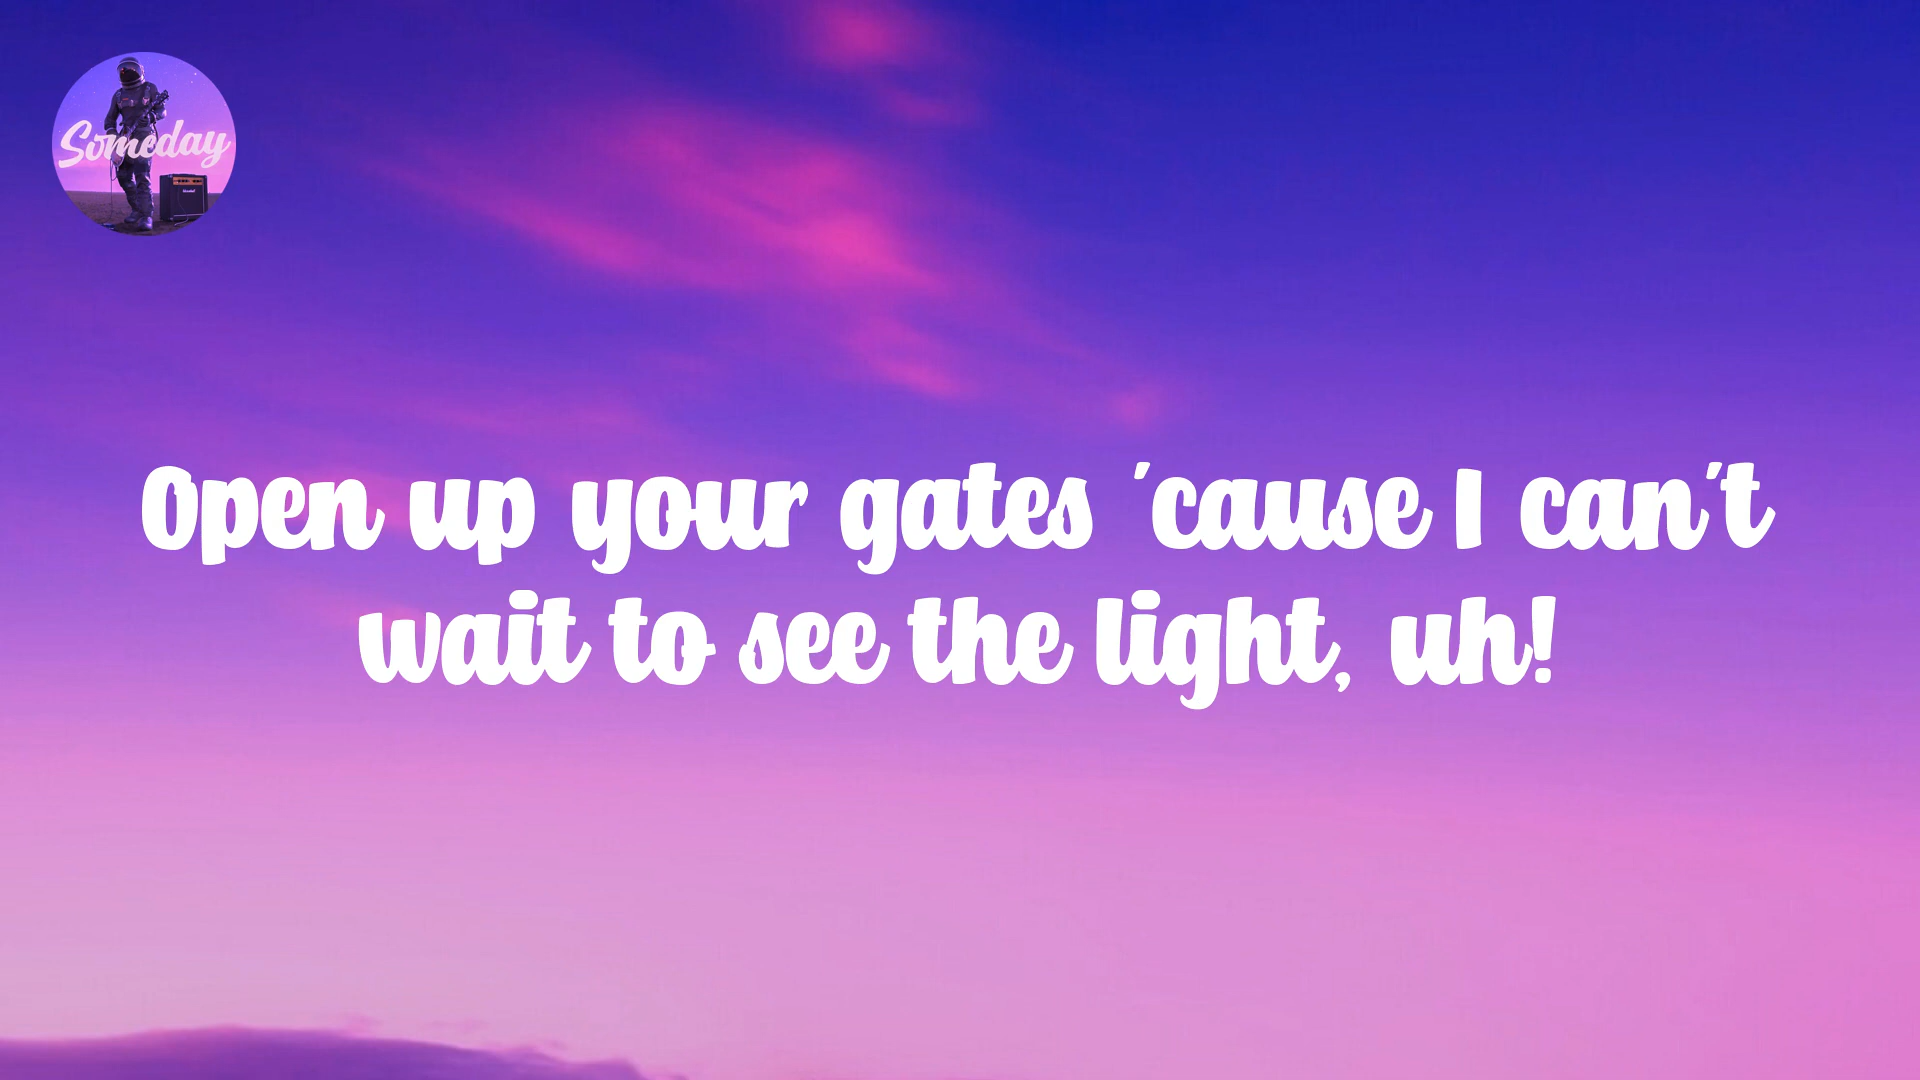 Someday
Open up your gates 'cause I can't
wait to see the light, uh!